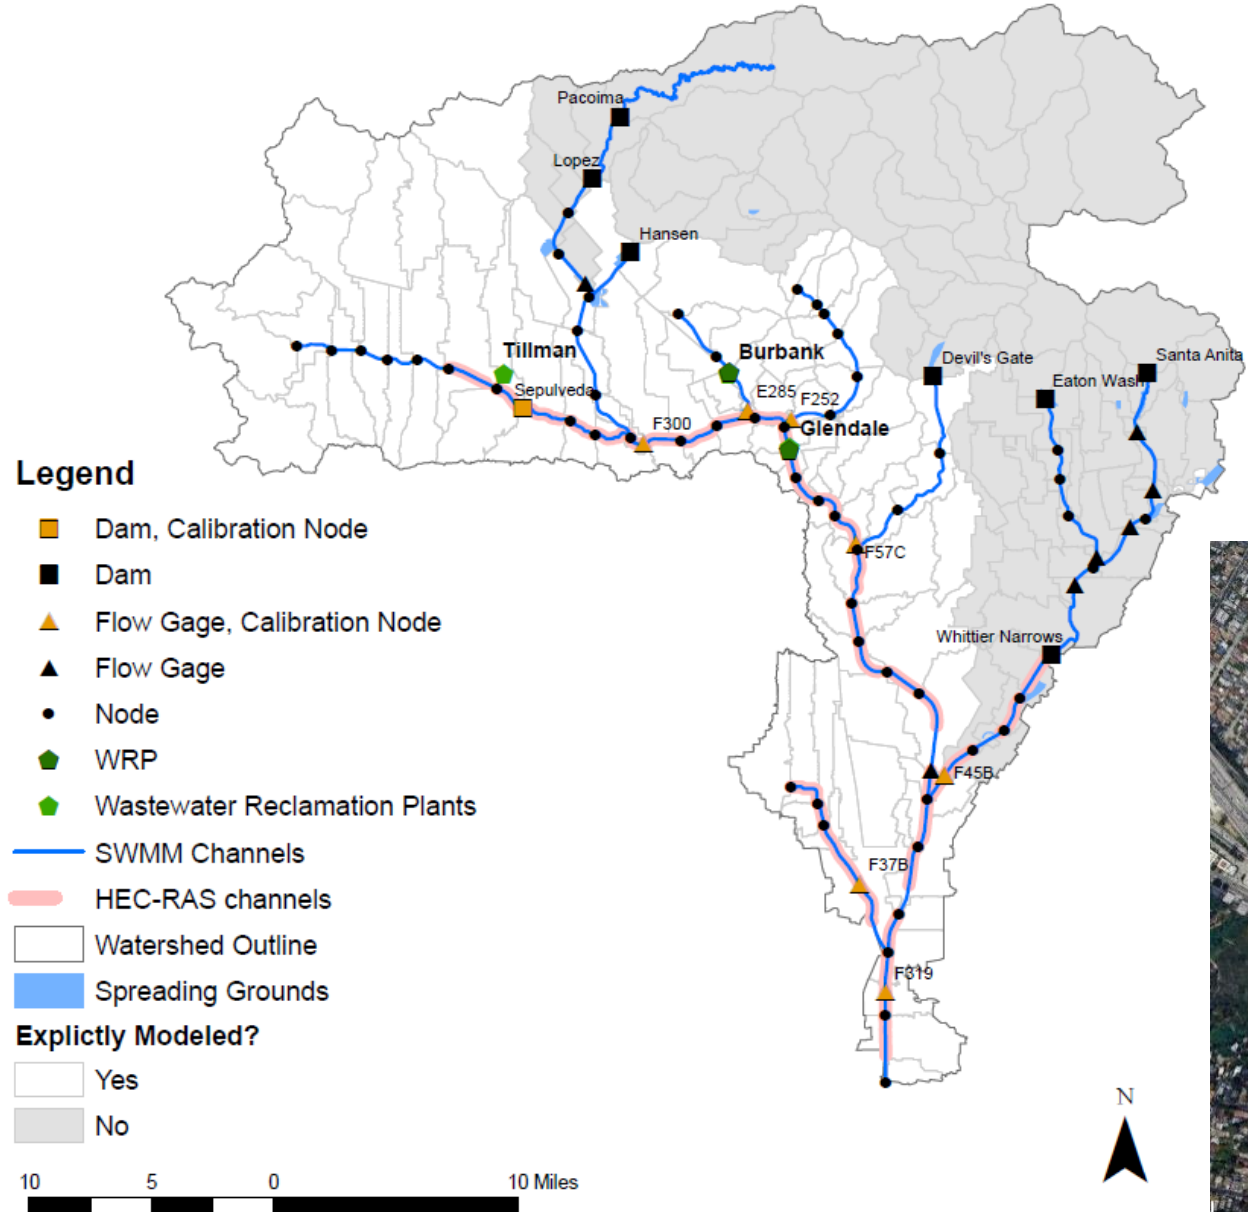 Pacoima
Lopez
Hansen
Tillman
Sepulveda
Burbank
E285
F252
Glendale
F300
Devil's Gate
Eaton Wash
Santa Anita
F57C
Whittier Narrows
F45B
F37B
F319
Legend
Dam, Calibration Node
Dam
Flow Gage, Calibration Node
Flow Gage
Node
WRP
Wastewater Reclamation Plants
SWMM Channels
HEC-RAS channels
Watershed Outline
Spreading Grounds
Explictly Modeled?
Yes
No
10 5 0 10 Miles
N